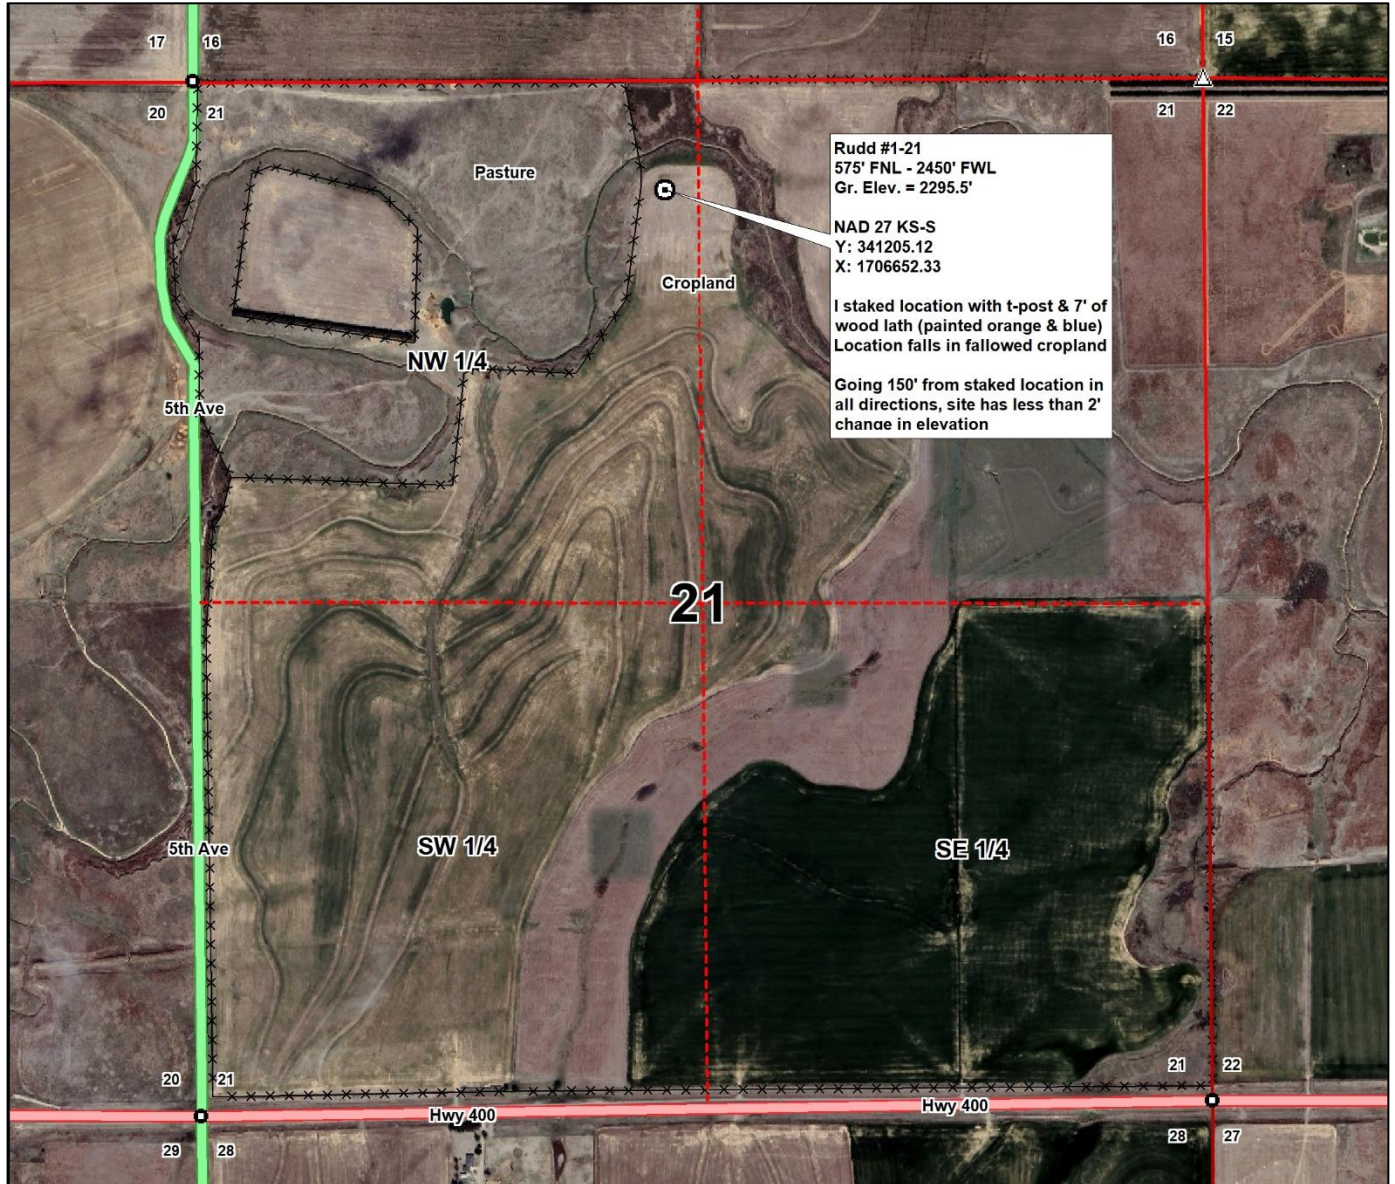 17 16
16 15
20 21
21 22
Pasture
Rudd #1-21
575' FNL - 2450' FWL
Gr. Elev. = 2295.5'
NAD 27 KS-S
Y: 341205.12
X: 1706652.33
I staked location with t-post & 7' of
wood lath (painted orange & blue)
Location falls in fallowed cropland
Going 150' from staked location in
all directions, site has less than 2'
change in elevation
Cropland
NW 1/4
5th Ave
21
5th Ave
SW 1/4
SE 1/4
20 21
21 22
Hwy 400
Hwy 400
29 28
28 27